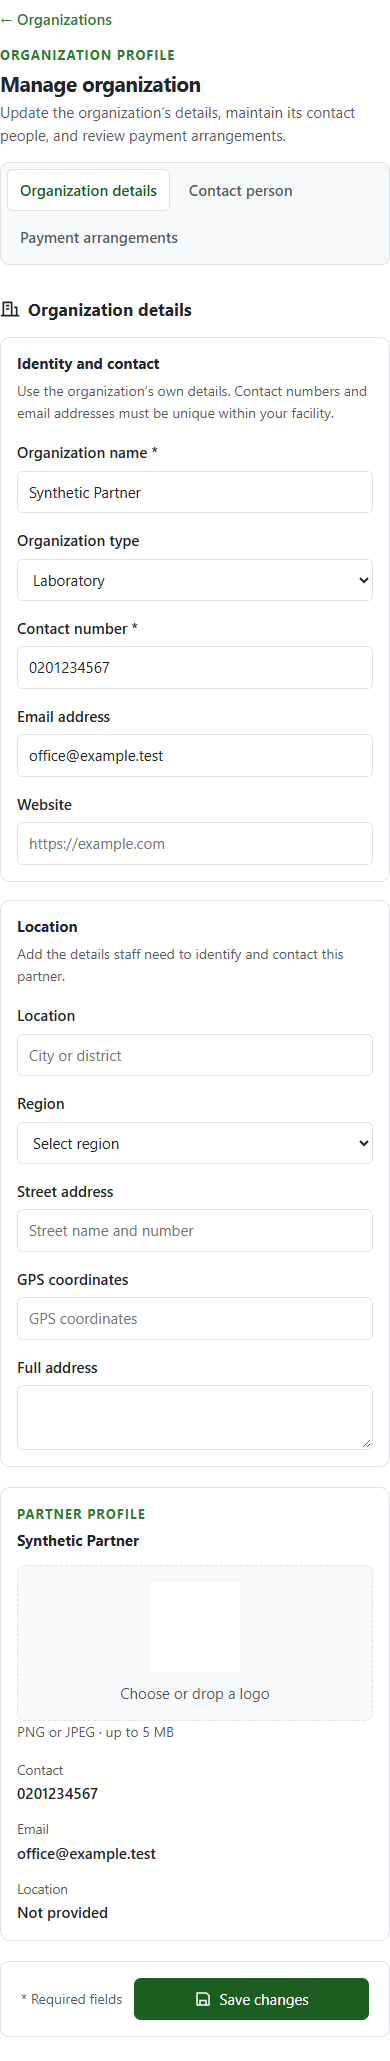 ← Organizations
ORGANIZATION PROFILE
Manage organization
Update the organization’s details, maintain its contact
people, and review payment arrangements.
Organization details
Contact person
Payment arrangements
Organization details
Identity and contact
Use the organization’s own details. Contact numbers and
email addresses must be unique within your facility.
Organization name *
Synthetic Partner
Organization type
Laboratory
Contact number *
0201234567
Email address
office@example.test
Website
https://example.com
Location
Add the details staff need to identify and contact this
partner.
Location
City or district
Region
Select region
Street address
Street name and number
GPS coordinates
GPS coordinates
Full address
PARTNER PROFILE
Synthetic Partner
Choose or drop a logo
PNG or JPEG · up to 5 MB
Contact
0201234567
Email
office@example.test
Location
Not provided
* Required fields
Save changes